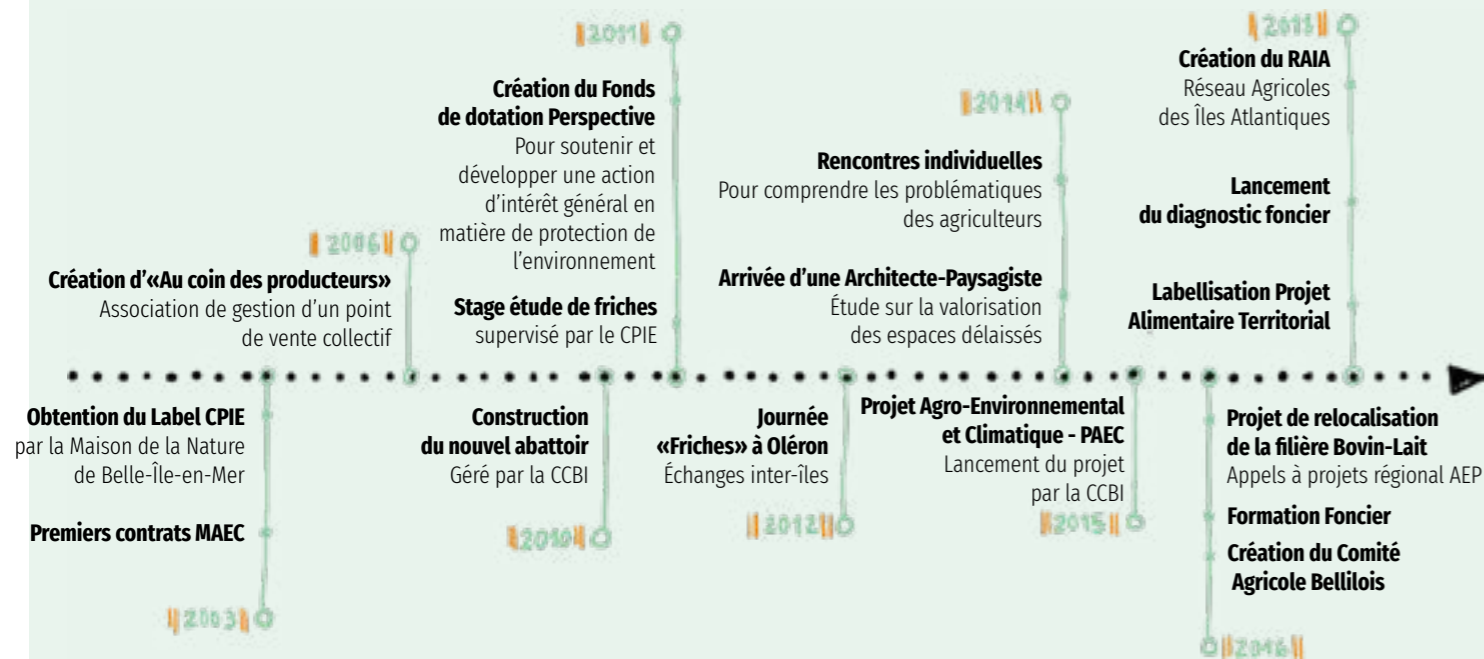 ||2003||
Obtention du Label CPIE
par la Maison de la Nature
de Belle-Île-en-Mer
Premiers contrats MAEC
||2006||
Création d’«Au coin des producteurs»
Association de gestion d’un point
de vente collectif
||2010||
Construction
du nouvel abattoir
Géré par la CCBI
||2011||
Création du Fonds
de dotation Perspective
Pour soutenir et
développer une action
d’intérêt général en
matière de protection de
l’environnement
Stage étude de friches
supervisé par le CPIE
||2012||
Journée
«Friches» à Oléron
Échanges inter-îles
||2014||
Rencontres individuelles
Pour comprendre les problématiques
des agriculteurs
Arrivée d’une Architecte-Paysagiste
Étude sur la valorisation
des espaces délaissés
||2015||
Projet Agro-Environnemental
et Climatique - PAEC
Lancement du projet
par la CCBI
||2016||
Projet de relocalisation
de la filière Bovin-Lait
Appels à projets régional AEP
Formation Foncier
Création du Comité
Agricole Bellilois
Création du RAIA
Réseau Agricoles
des Îles Atlantiques
Lancement
du diagnostic foncier
Labellisation Projet
Alimentaire Territorial